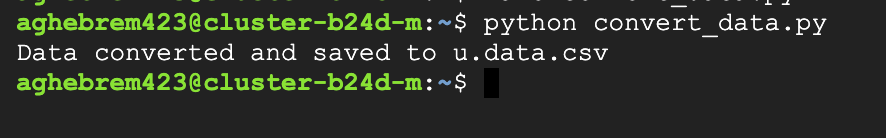 aghebrem423@cluster-b24d-m:~$ python convert_data.py
Data converted and saved to u.data.csv
aghebrem423@cluster-b24d-m:~$